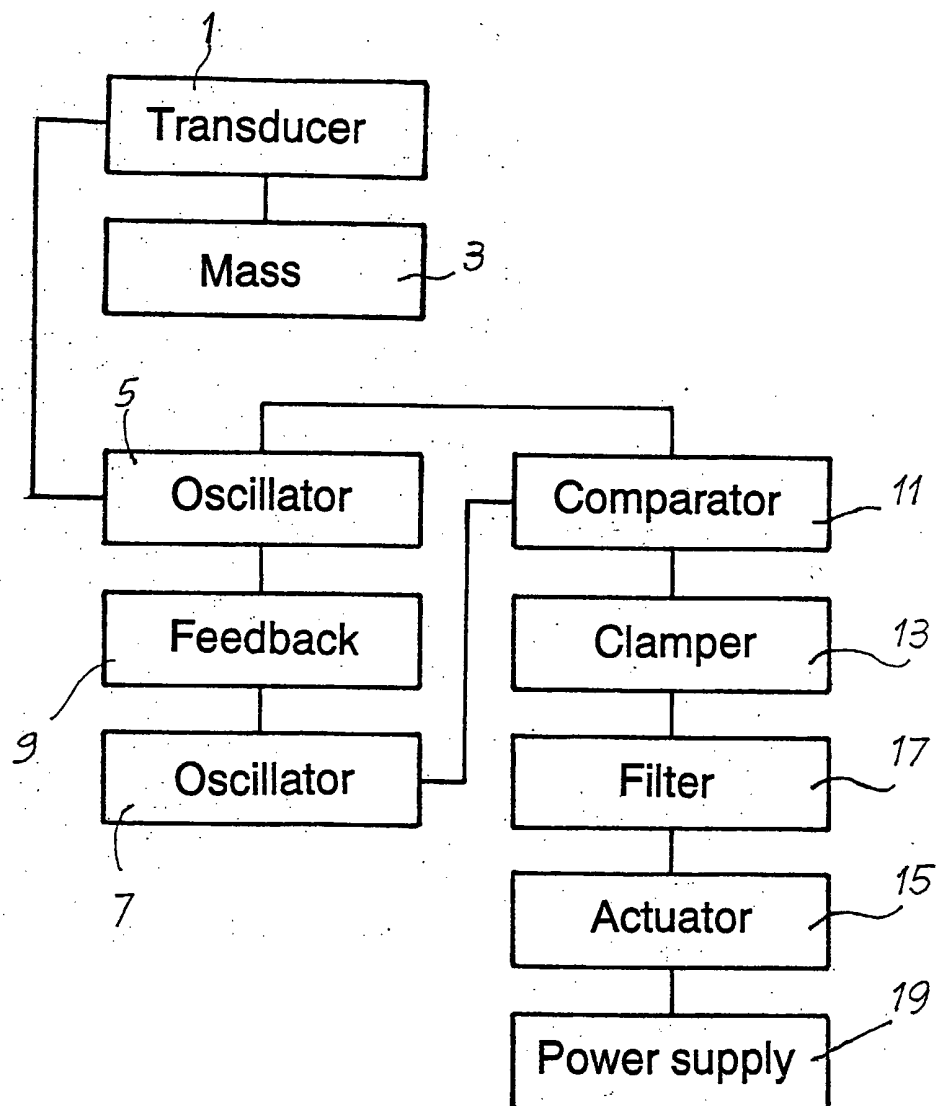 1
Transducer
Mass
3
5
Oscillator
Comparator
11
Feedback
Clamper
13
9
Oscillator
Filter
17
7
Actuator
15
Power supply
19